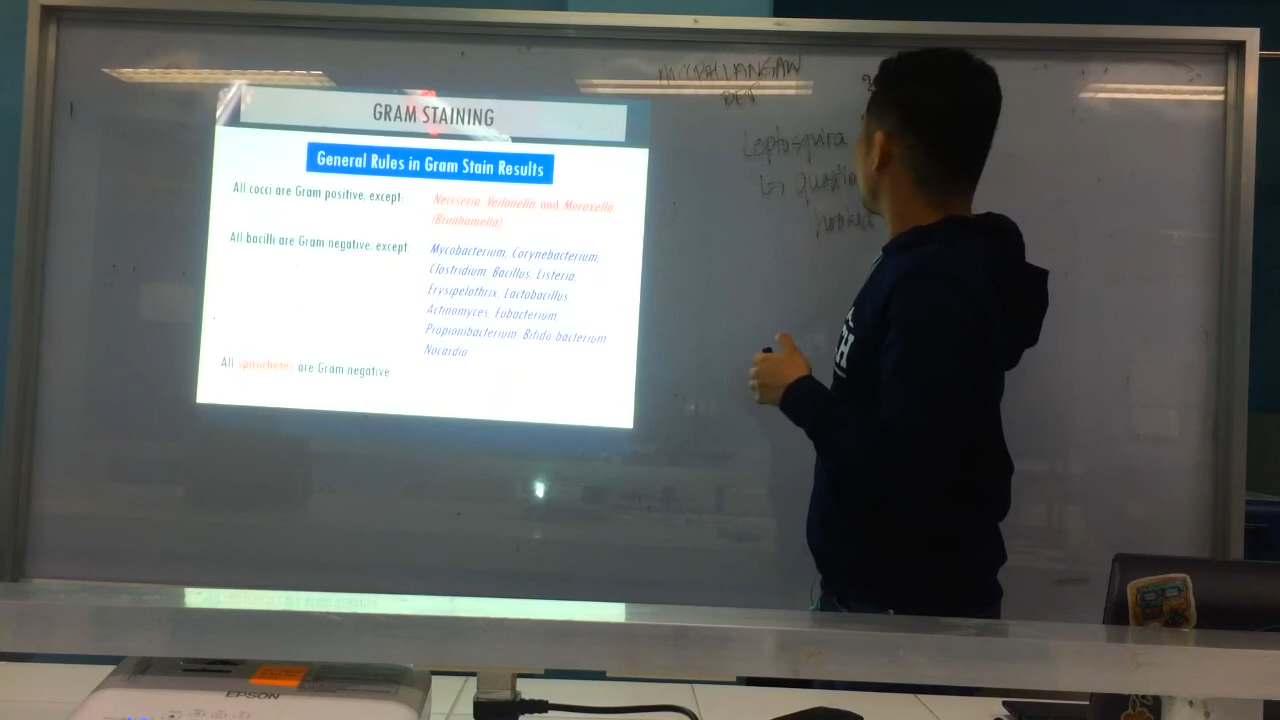 GRAM STAINING
General Rules in Gram Stain Results
All cocci are Gram positive, except:
Neisseria, Veilonella, and Moraxella
(Branhamella)
All bacilli are Gram negative, except:
Mycobacterium, Corynebacterium,
Clostridium, Bacillus, Listeria,
Erysipelothrix, Lactobacillus,
Actinomyces, Eubacterium,
Propionibacterium, Bifido bacterium
Nocardia
All spirochetes are Gram negative
Leptospira
hooked
EPSON